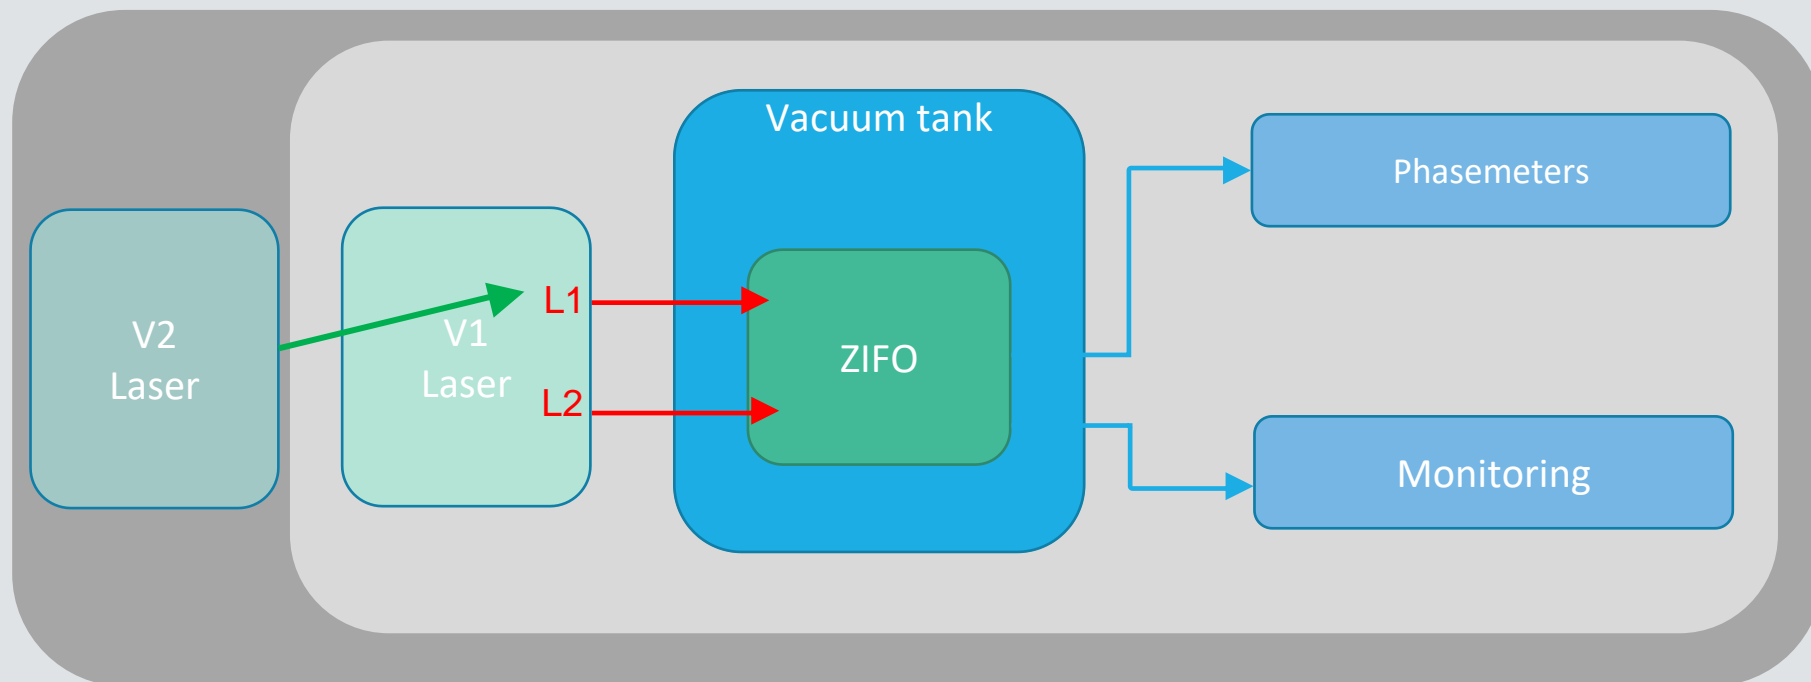 Vacuum tank
Phasemeters
V2
Laser
V1
Laser
L1
L2
ZIFO
Monitoring